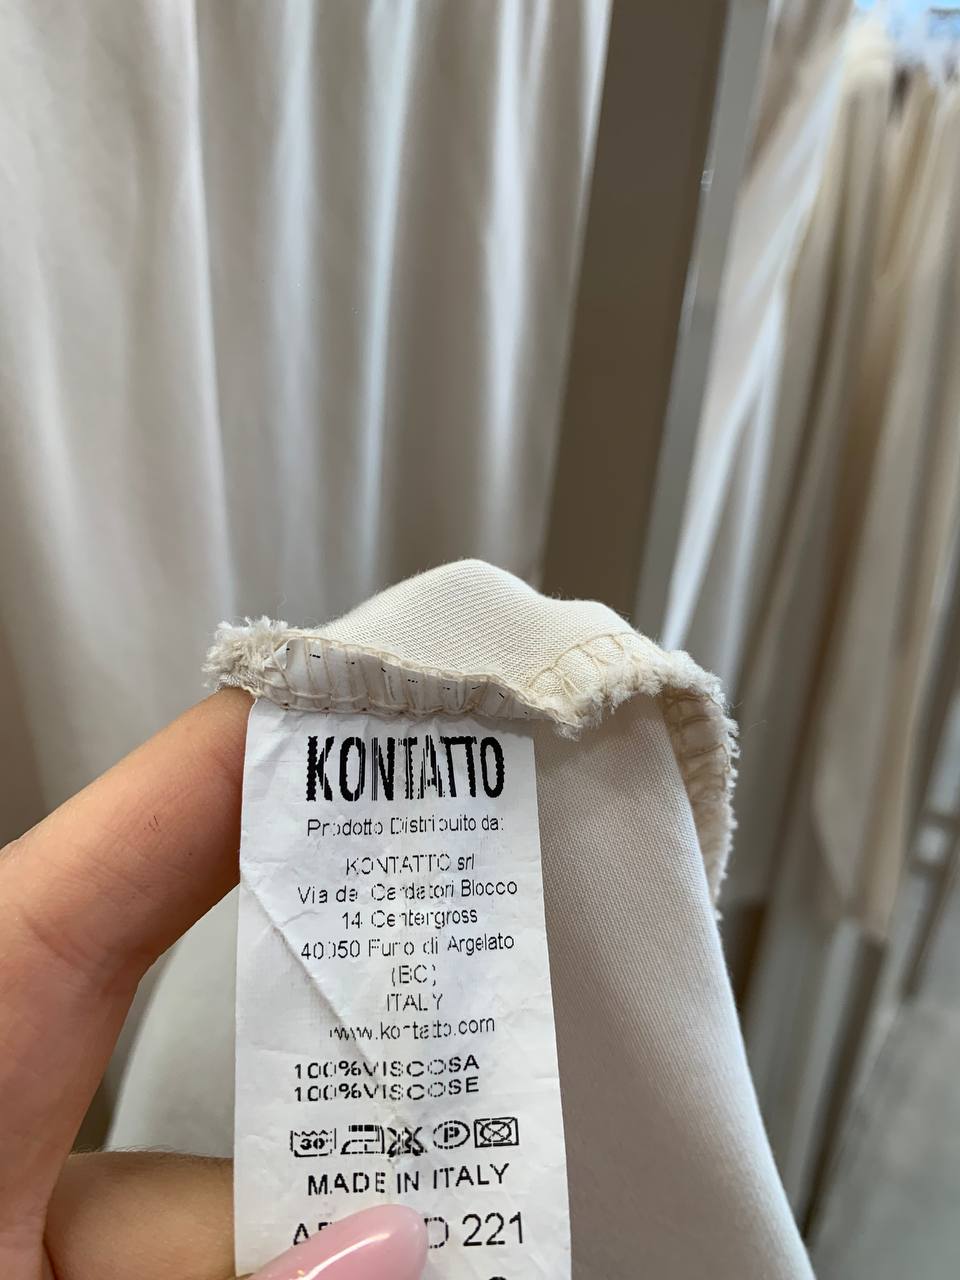 KONTATTO
Prodotto Distribuito da:
KONTATTO srl
Via dei Cardatori Blocco
14 Centergross
40050 Funo di Argelato
(BO)
ITALY
www.kontatto.com
100%VISCOSA
100%VISCOSE
30 P
MADE IN ITALY
221